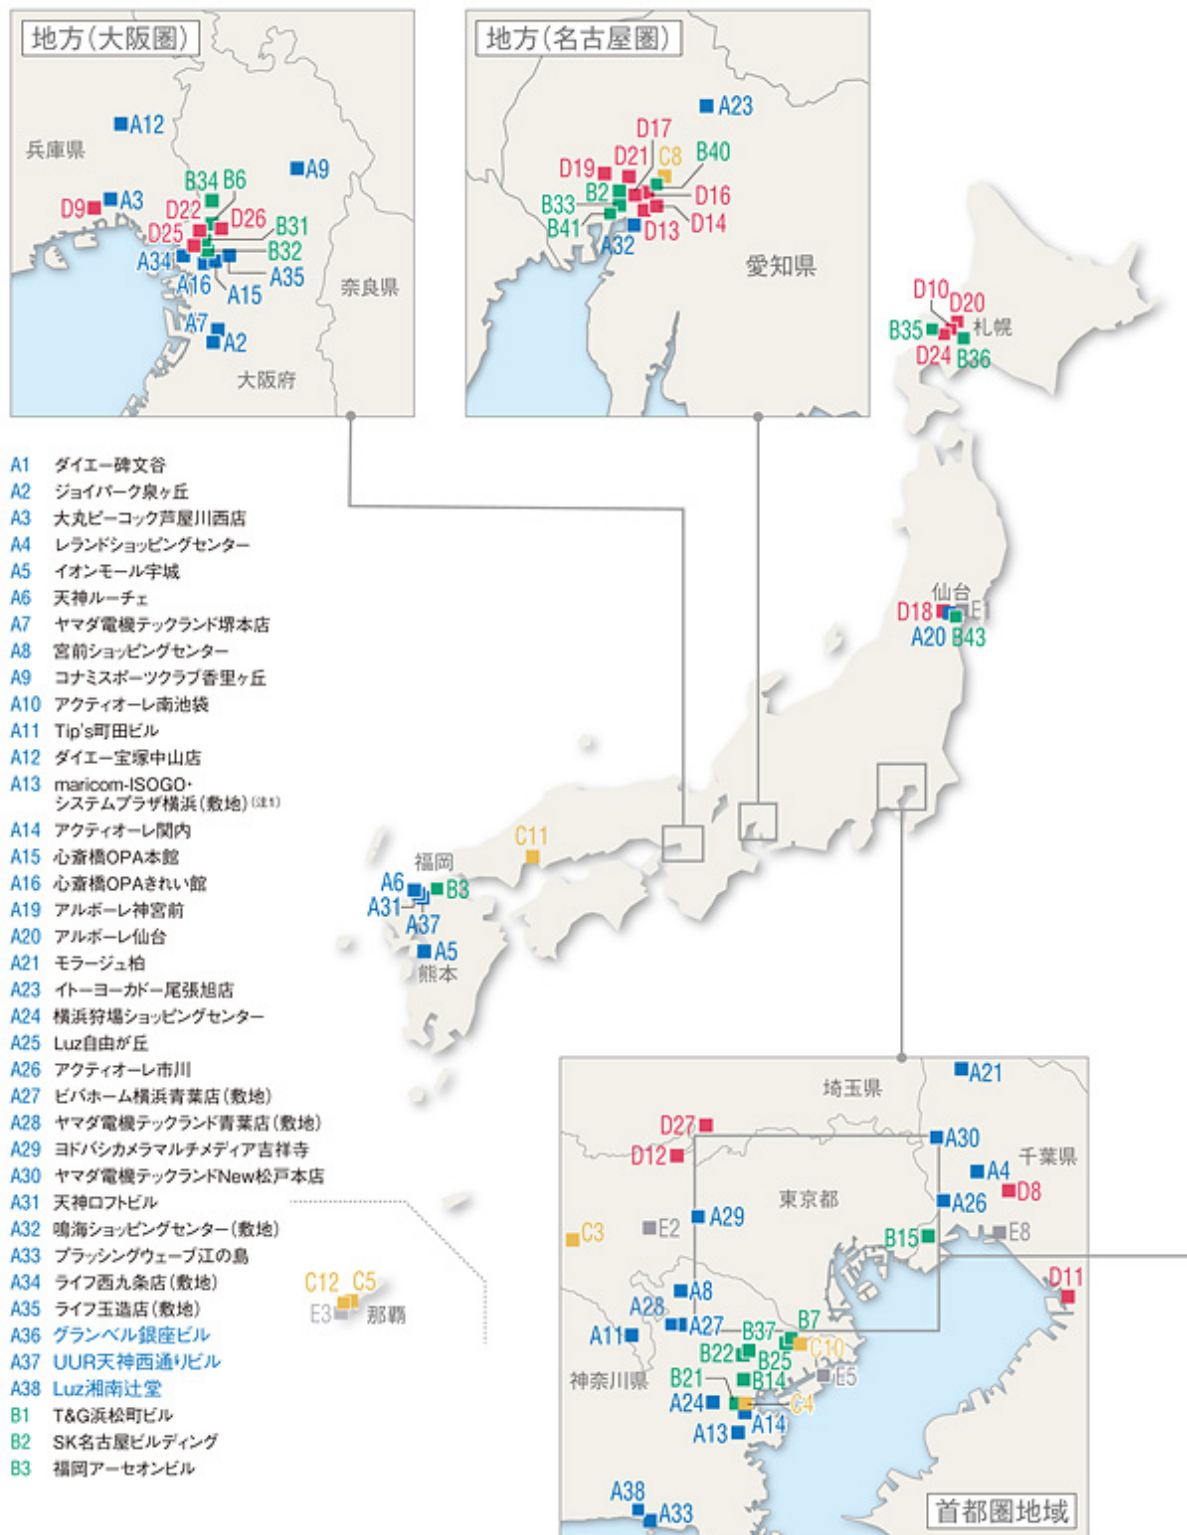 地方(大阪圏)
兵庫県
A12
A9
A3
D9
B34
B6
D22
D26
D25
B31
B32
A34
A16
A15
A35
奈良県
A7
A2
大阪府
地方(名古屋圏)
A23
D17
D21
C8
B40
D19
B2
D16
B33
D14
B41
D13
A32
愛知県
D10
D20
札幌
B35
D24
B36
仙台
D18
E1
A20
B43
C11
福岡
A6
B3
A31
A37
A5
熊本
C12
C5
E3
那覇
A1 ダイエー碑文谷
A2 ジョイパーク泉ヶ丘
A3 大丸ピーコック芦屋川西店
A4 レランドショッピングセンター
A5 イオンモール宇城
A6 天神ルーチェ
A7 ヤマダ電機テックランド堺本店
A8 宮前ショッピングセンター
A9 コナミスポーツクラブ香里ヶ丘
A10 アクティオーレ南池袋
A11 Tip's町田ビル
A12 ダイエー宝塚中山店
A13 maricom-ISOGO・
システムプラザ横浜(敷地)(注1)
A14 アクティオーレ関内
A15 心斎橋OPA本館
A16 心斎橋OPAきれい館
A19 アルボーレ神宮前
A20 アルボーレ仙台
A21 モラージュ柏
A23 イトーヨーカドー尾張旭店
A24 横浜狩場ショッピングセンター
A25 Luz自由が丘
A26 アクティオーレ市川
A27 ビバホーム横浜青葉店(敷地)
A28 ヤマダ電機テックランド青葉店(敷地)
A29 ヨドバシカメラマルチメディア吉祥寺
A30 ヤマダ電機テックランドNew松戸本店
A31 天神ロフトビル
A32 鳴海ショッピングセンター(敷地)
A33 プラッシングウェーブ江の島
A34 ライフ西九条店(敷地)
A35 ライフ玉造店(敷地)
A36 グランベル銀座ビル
A37 UUR天神西通りビル
A38 Luz湘南辻堂
B1 T&G浜松町ビル
B2 SK名古屋ビルディング
B3 福岡アーセオンビル
埼玉県
A21
D27
D12
A30
千葉県
A4
D8
東京都
A26
A29
C3
E2
B15
E8
D11
A8
A28
A27
A11
B7
B37
C10
B22
B25
神奈川県
B21
B14
E5
A24
C4
A14
A13
A38
A33
首都圏地域